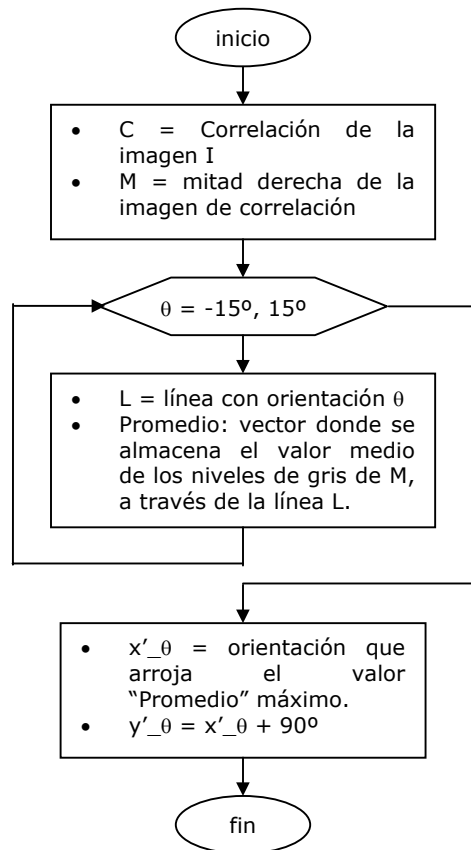 inicio
• C = Correlación de la
imagen I
• M = mitad derecha de la
imagen de correlación
θ = -15º, 15º
• L = línea con orientación θ
• Promedio: vector donde se
almacena el valor medio
de los niveles de gris de M,
a través de la línea L.
• x’_θ = orientación que
arroja el valor
“Promedio” máximo.
• y’_θ = x’_θ + 90º
fin